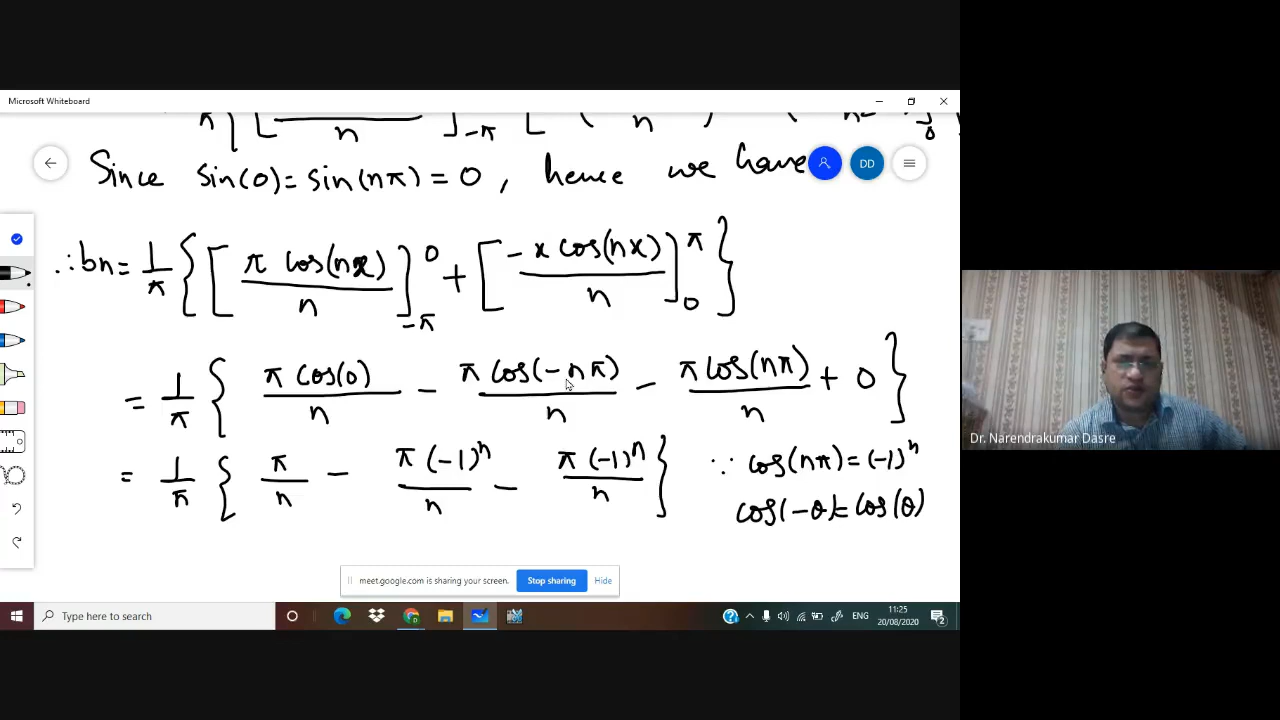 Microsoft Whiteboard
π n -π n 0
Since sin(0) = sin(nπ) = 0 , hence we have
DD
∴ bn = 1/π { [ π cos(nx) / n ]_{-π}^{0} + [ -x cos(nx) / n ]_{0}^{π} }
= 1/π { π cos(0) / n - π cos(-nπ) / n - π cos(nπ) / n + 0 }
= 1/π { π/n - π(-1)^n / n - π(-1)^n / n } ∵ cos(nπ) = (-1)^n
cos(-θ) = cos(θ)
Dr. Narendrakumar Dasre
meet.google.com is sharing your screen. Stop sharing Hide
Type here to search
ENG
11:25
20/08/2020
2